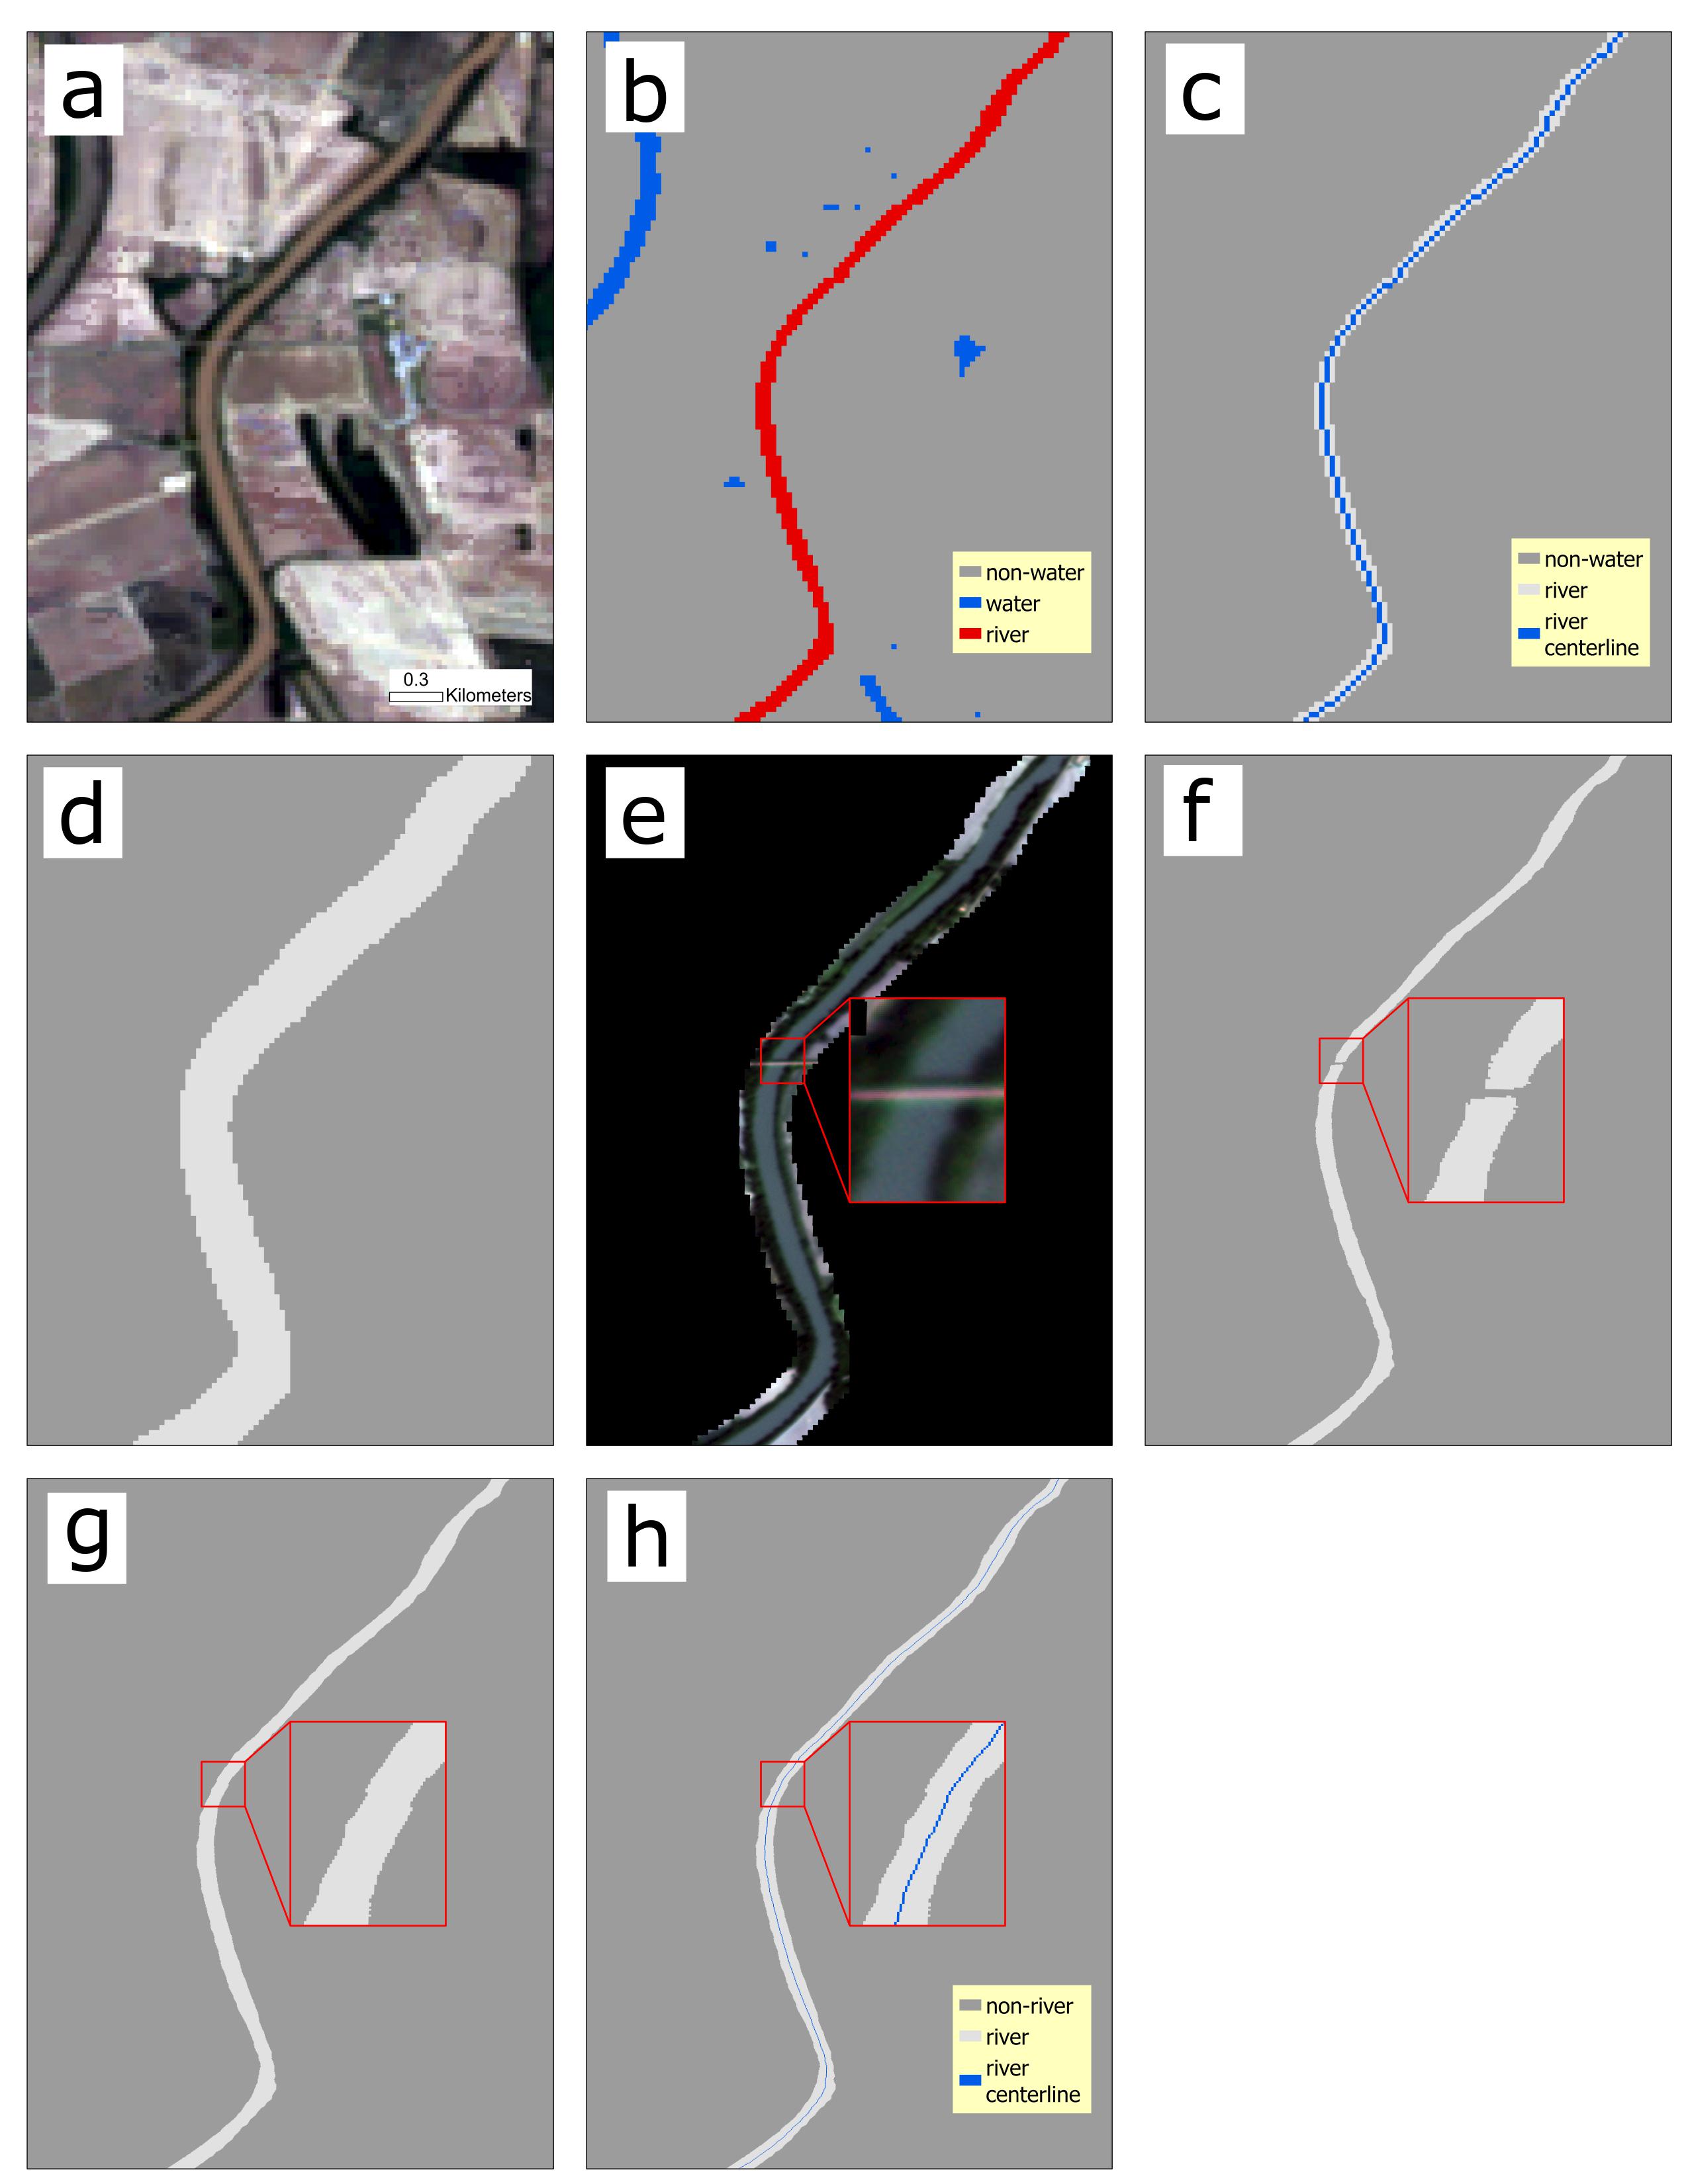 a
b
c
non-water
water
river
non-water
river
river
centerline
0.3
Kilometers
d
e
f
g
h
non-river
river
river
centerline